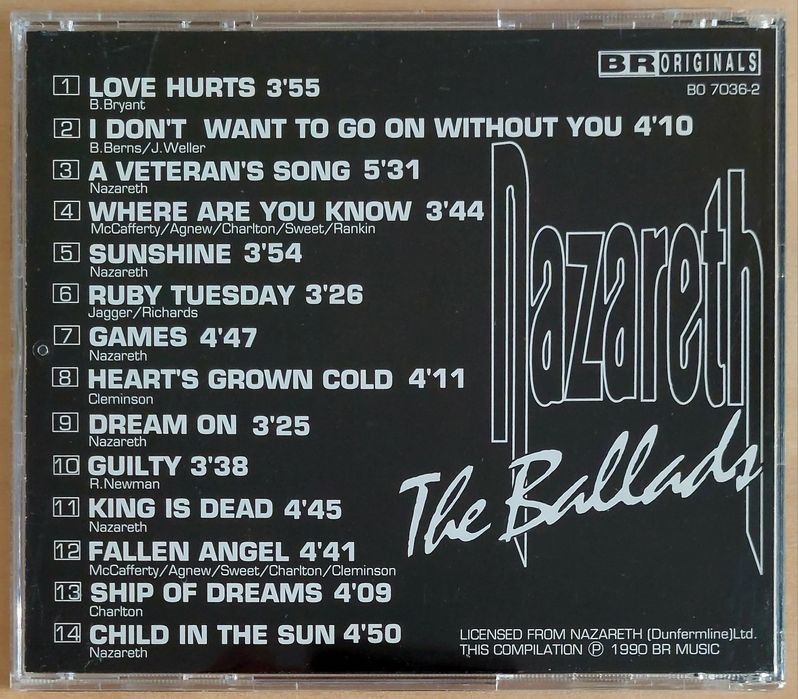 BR ORIGINALS
BO 7036-2
1 LOVE HURTS 3'55
B.Bryant
2 I DON'T WANT TO GO ON WITHOUT YOU 4'10
B.Berns/J.Weller
3 A VETERAN'S SONG 5'31
Nazareth
4 WHERE ARE YOU KNOW 3'44
McCafferty/Agnew/Charlton/Sweet/Rankin
5 SUNSHINE 3'54
Nazareth
6 RUBY TUESDAY 3'26
Jagger/Richards
7 GAMES 4'47
Nazareth
8 HEART'S GROWN COLD 4'11
Cleminson
9 DREAM ON 3'25
Nazareth
10 GUILTY 3'38
R.Newman
11 KING IS DEAD 4'45
Nazareth
12 FALLEN ANGEL 4'41
McCafferty/Agnew/Sweet/Charlton/Cleminson
13 SHIP OF DREAMS 4'09
Charlton
14 CHILD IN THE SUN 4'50
Nazareth
Nazareth
The Ballads
LICENSED FROM NAZARETH (Dunfermline)Ltd.
THIS COMPILATION ℗ 1990 BR MUSIC